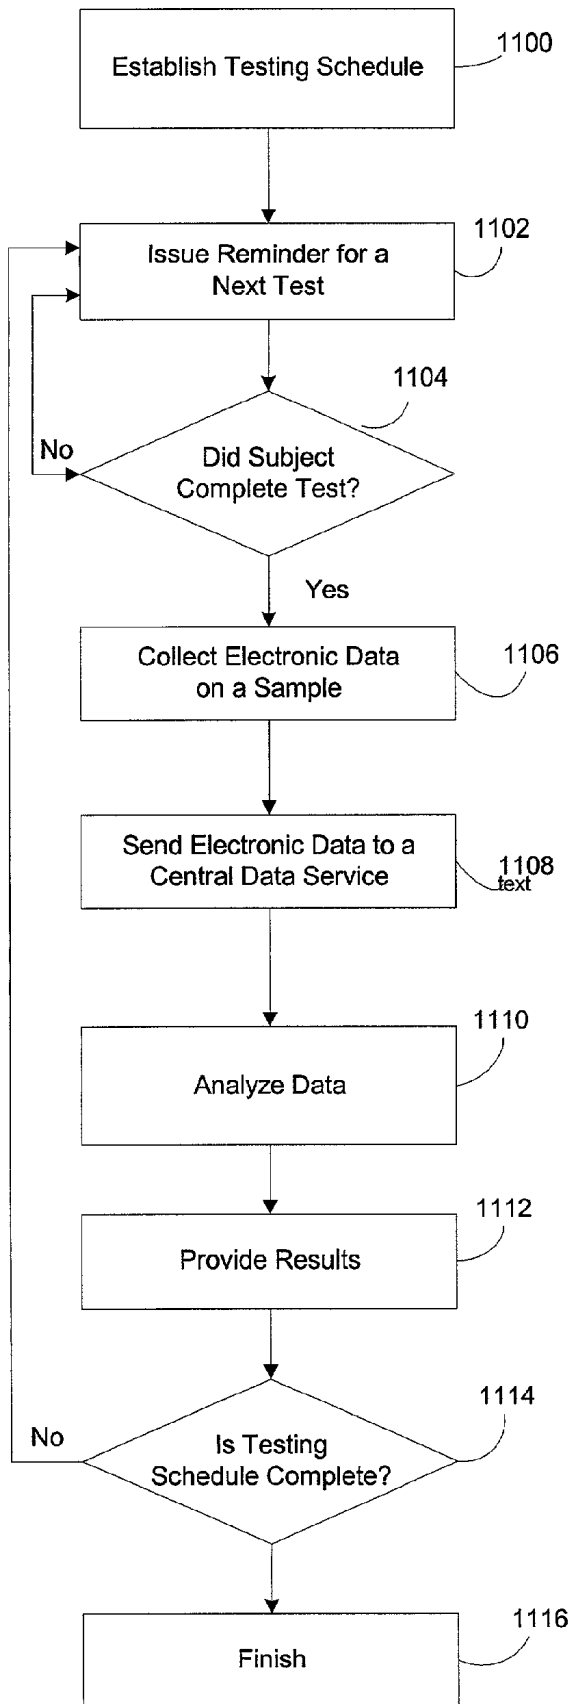 Establish Testing Schedule
1100
1102
Issue Reminder for a
Next Test
1104
No
Did Subject
Complete Test?
Yes
1106
Collect Electronic Data
on a Sample
Send Electronic Data to a
Central Data Service
1108
text
1110
Analyze Data
1112
Provide Results
1114
No
Is Testing
Schedule Complete?
1116
Finish